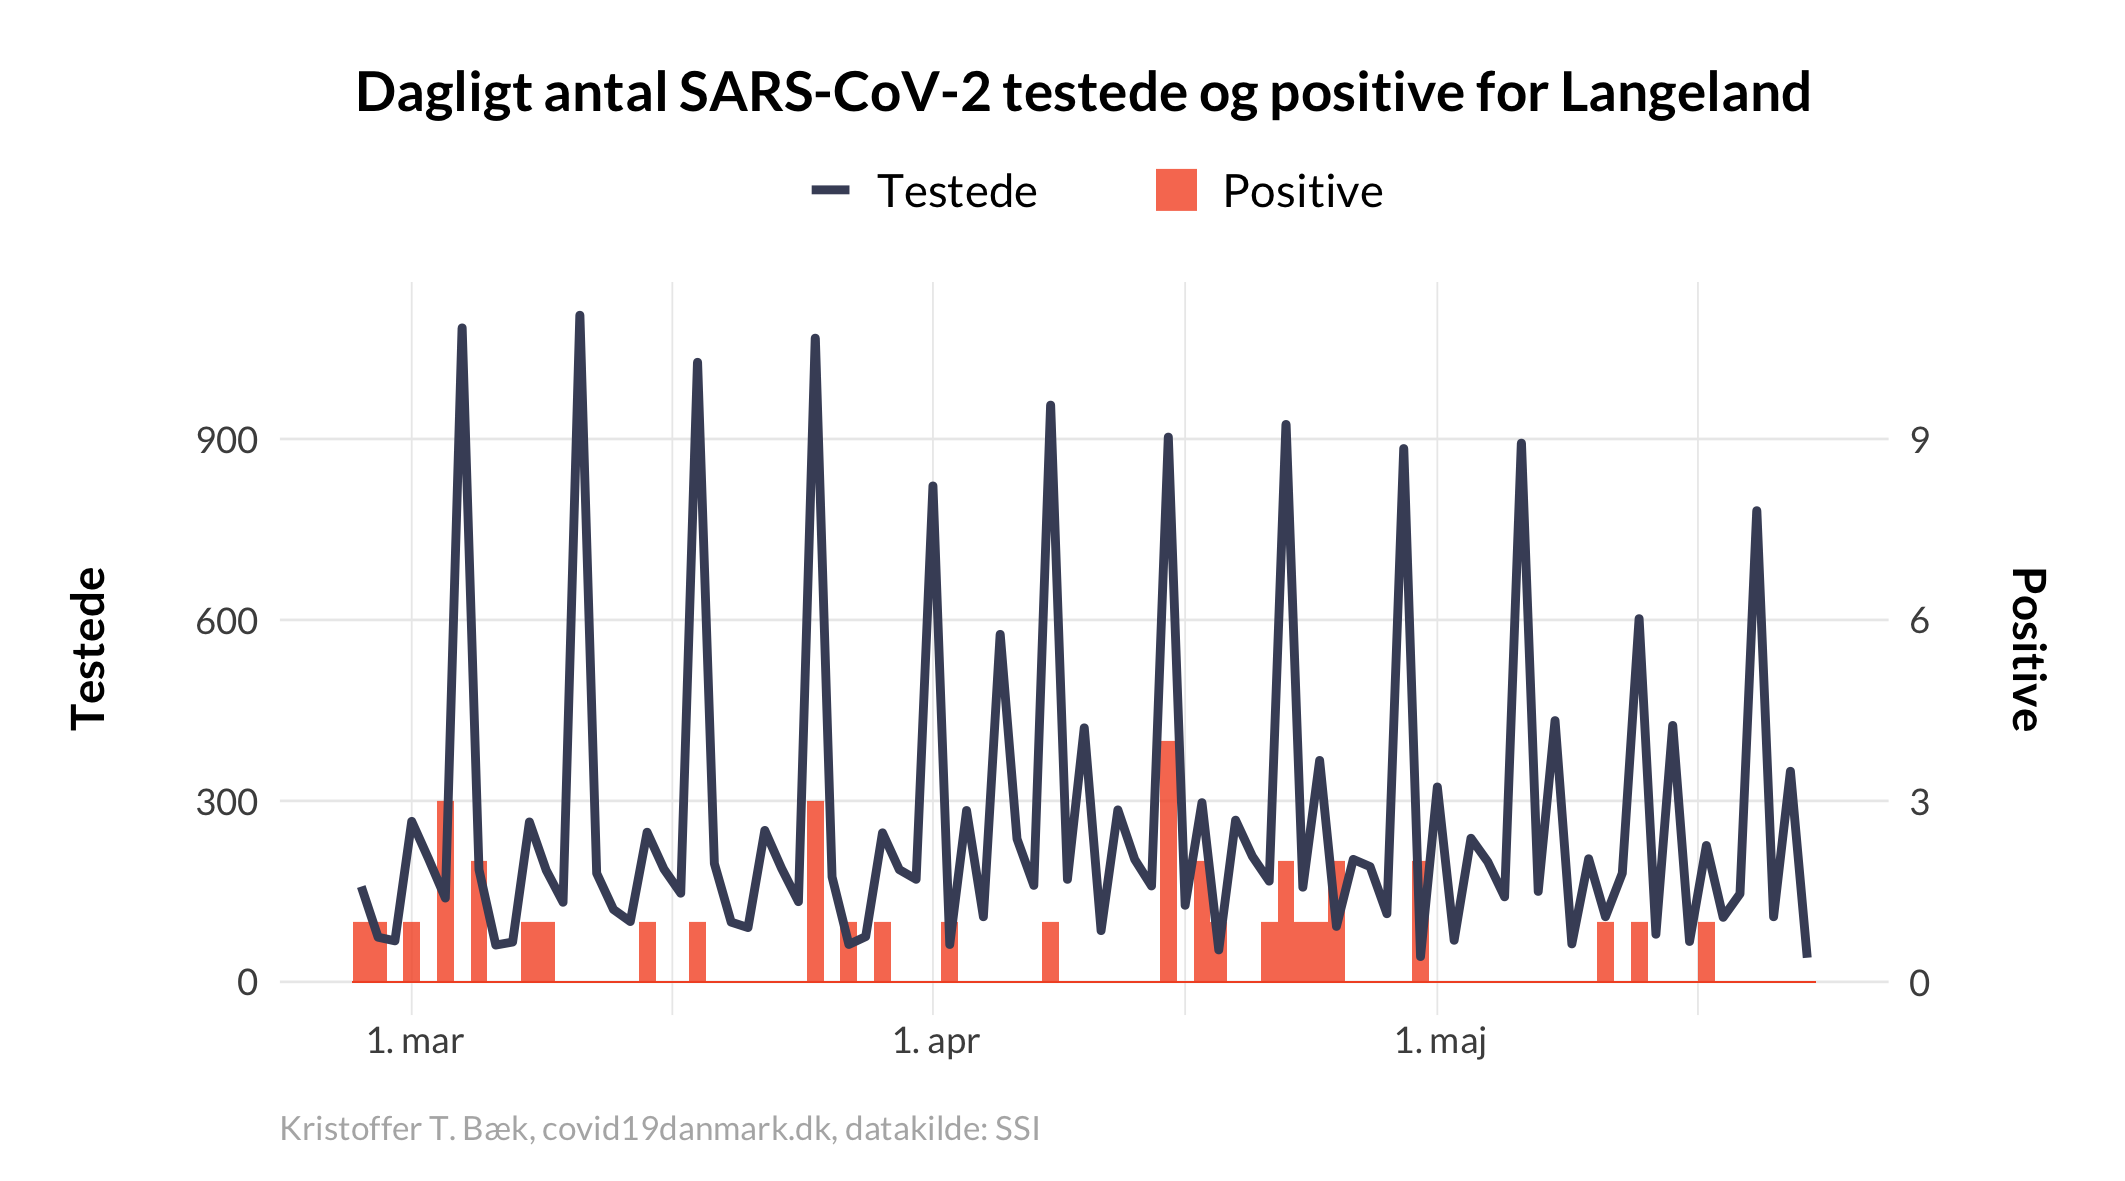 Dagligt antal SARS-CoV-2 testede og positive for Langeland
Testede Positive
900 9
600 6
Testede
Positive
300 3
0 0
1. mar 1. apr 1. maj
Kristoffer T. Bæk, covid19danmark.dk, datakilde: SSI